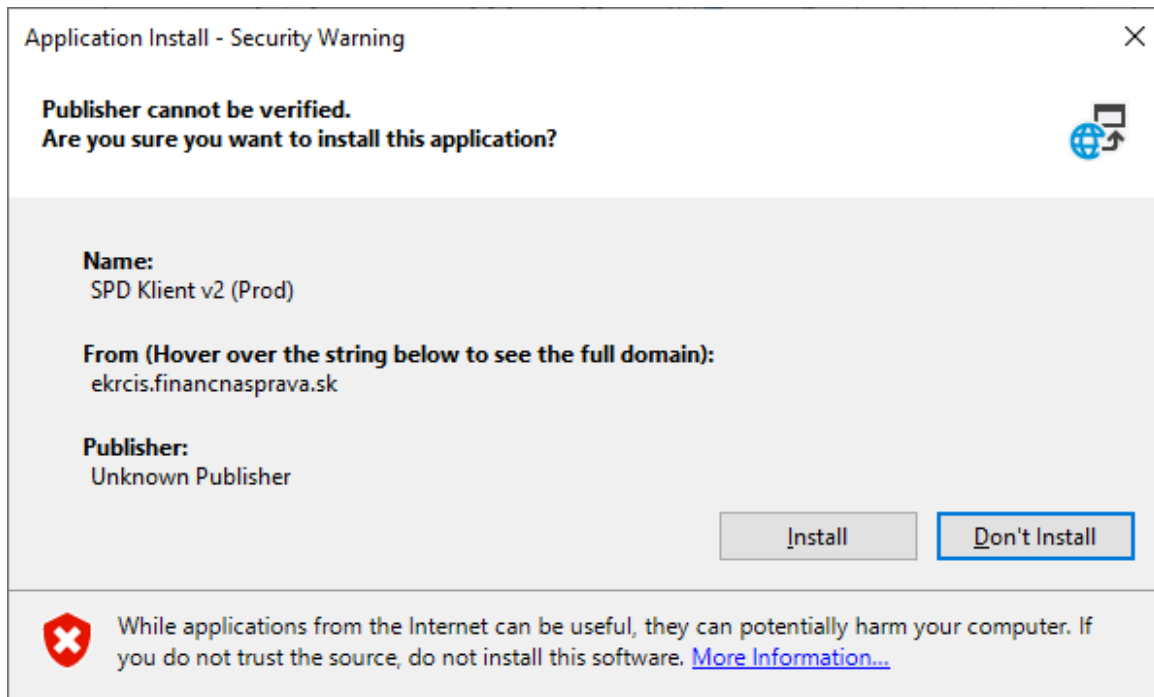 Application Install - Security Warning
Publisher cannot be verified.
Are you sure you want to install this application?
Name:
SPD Klient v2 (Prod)
From (Hover over the string below to see the full domain):
ekrcis.financnasprava.sk
Publisher:
Unknown Publisher
Install
Don't Install
While applications from the Internet can be useful, they can potentially harm your computer. If
you do not trust the source, do not install this software. More Information...